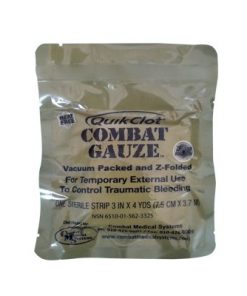 QuikClot
COMBAT
GAUZE™
Vacuum Packed and Z-Folded
For Temporary External Use
To Control Traumatic Bleeding
ONE STERILE STRIP 3 IN X 4 YDS (7.5 CM X 3.7 M)
NSN 6510-01-562-3325
Combat Medical Systems